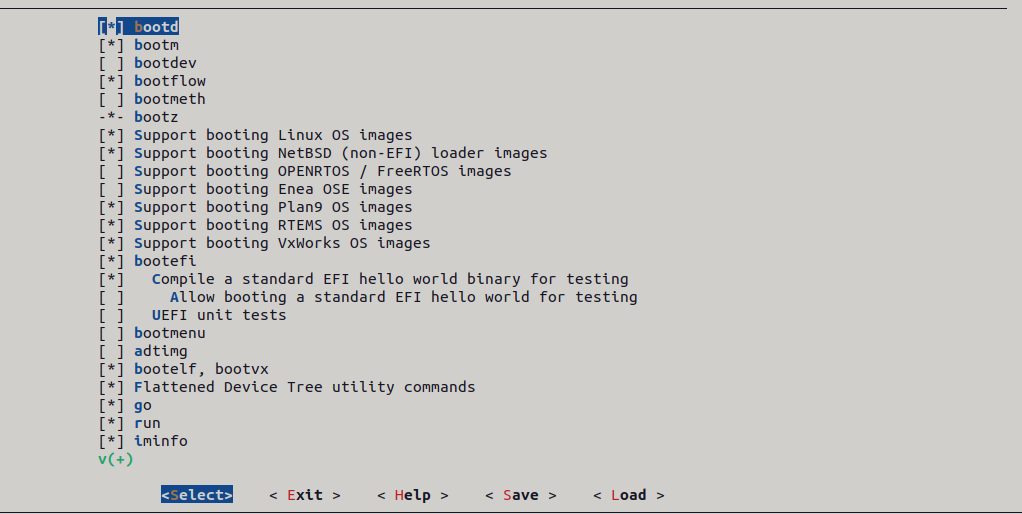 [*] bootd
[*] bootm
[ ] bootdev
[*] bootflow
[ ] bootmeth
-*- bootz
[*] Support booting Linux OS images
[*] Support booting NetBSD (non-EFI) loader images
[ ] Support booting OPENRTOS / FreeRTOS images
[ ] Support booting Enea OSE images
[*] Support booting Plan9 OS images
[*] Support booting RTEMS OS images
[*] Support booting VxWorks OS images
[*] bootefi
[*]   Compile a standard EFI hello world binary for testing
[ ]     Allow booting a standard EFI hello world for testing
[ ]   UEFI unit tests
[ ] bootmenu
[ ] adtimg
[*] bootelf, bootvx
[*] Flattened Device Tree utility commands
[*] go
[*] run
[*] iminfo
v(+)
<Select>    < Exit >    < Help >    < Save >    < Load >